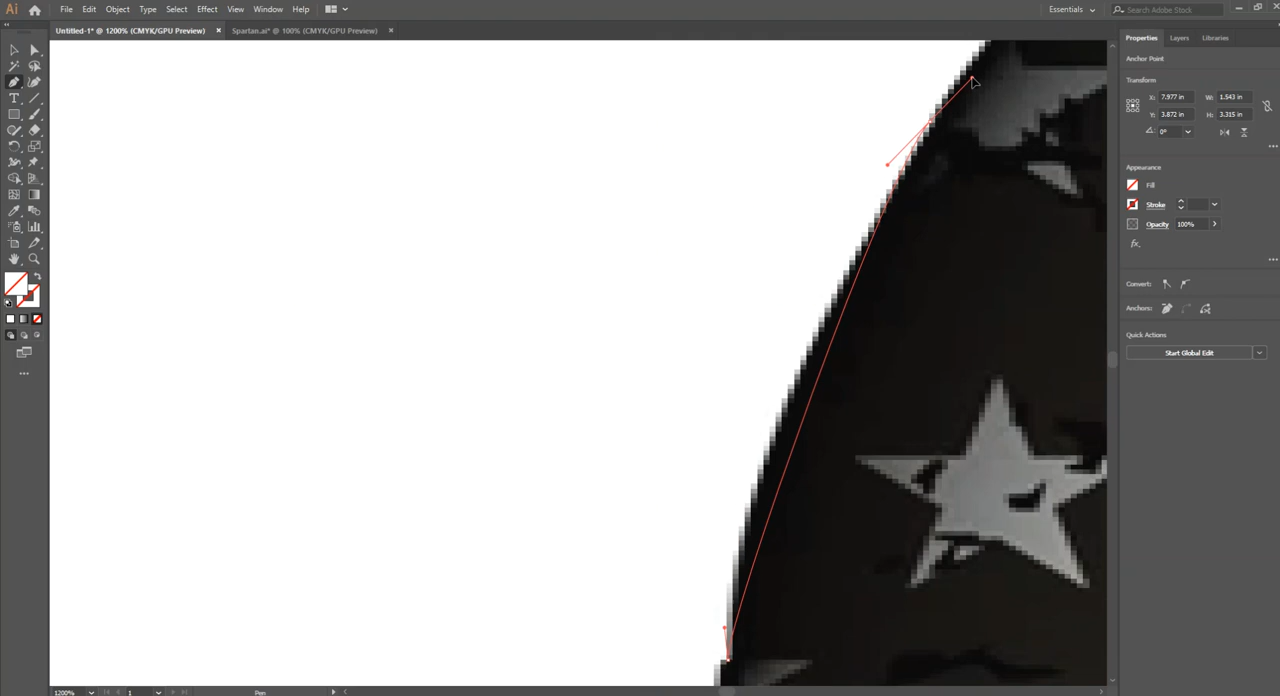 Ai File Edit Object Type Select Effect View Window Help Essentials Search Adobe Stock
Untitled-1* @ 1200% (CMYK/GPU Preview) × Spartan.ai* @ 100% (CMYK/GPU Preview) ×
Properties Layers Libraries
Anchor Point
Transform
X: 7.977 in W: 1.543 in
Y: 3.872 in H: 3.315 in
0°
Appearance
Fill
Stroke
Opacity 100%
fx.
Convert:
Anchors:
Quick Actions
Start Global Edit
1200% 1 Pen